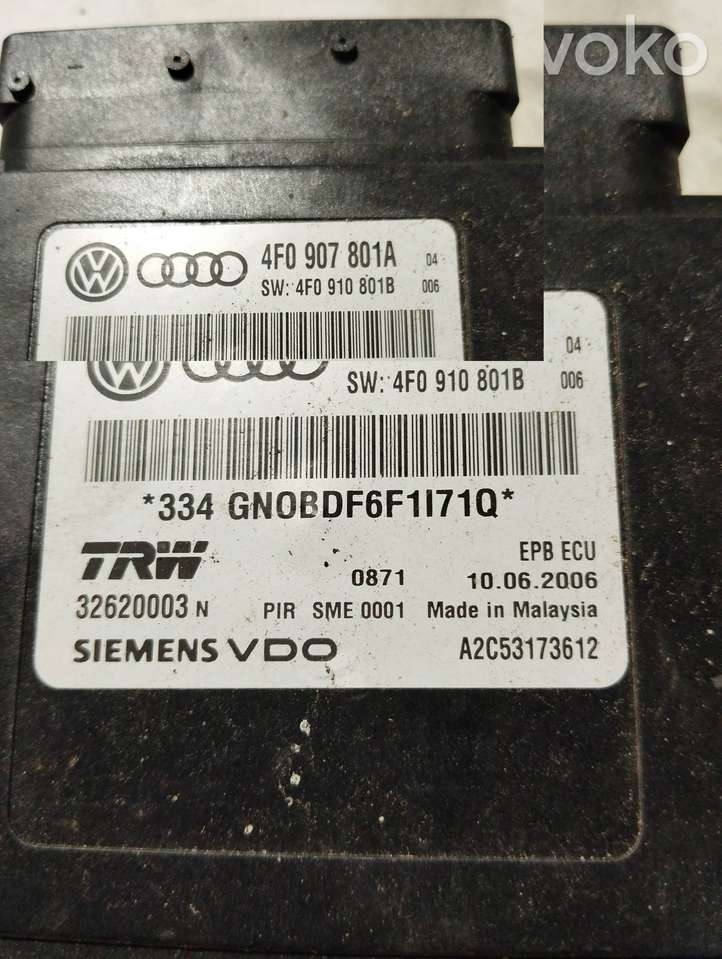 voko
4F0 907 801A 04
SW: 4F0 910 801B 006
04
SW: 4F0 910 801B 006
*334 GNOBDF6F1I71Q*
TRW EPB ECU
0871 10.06.2006
32620003 N PIR SME 0001 Made in Malaysia
SIEMENS VDO A2C53173612